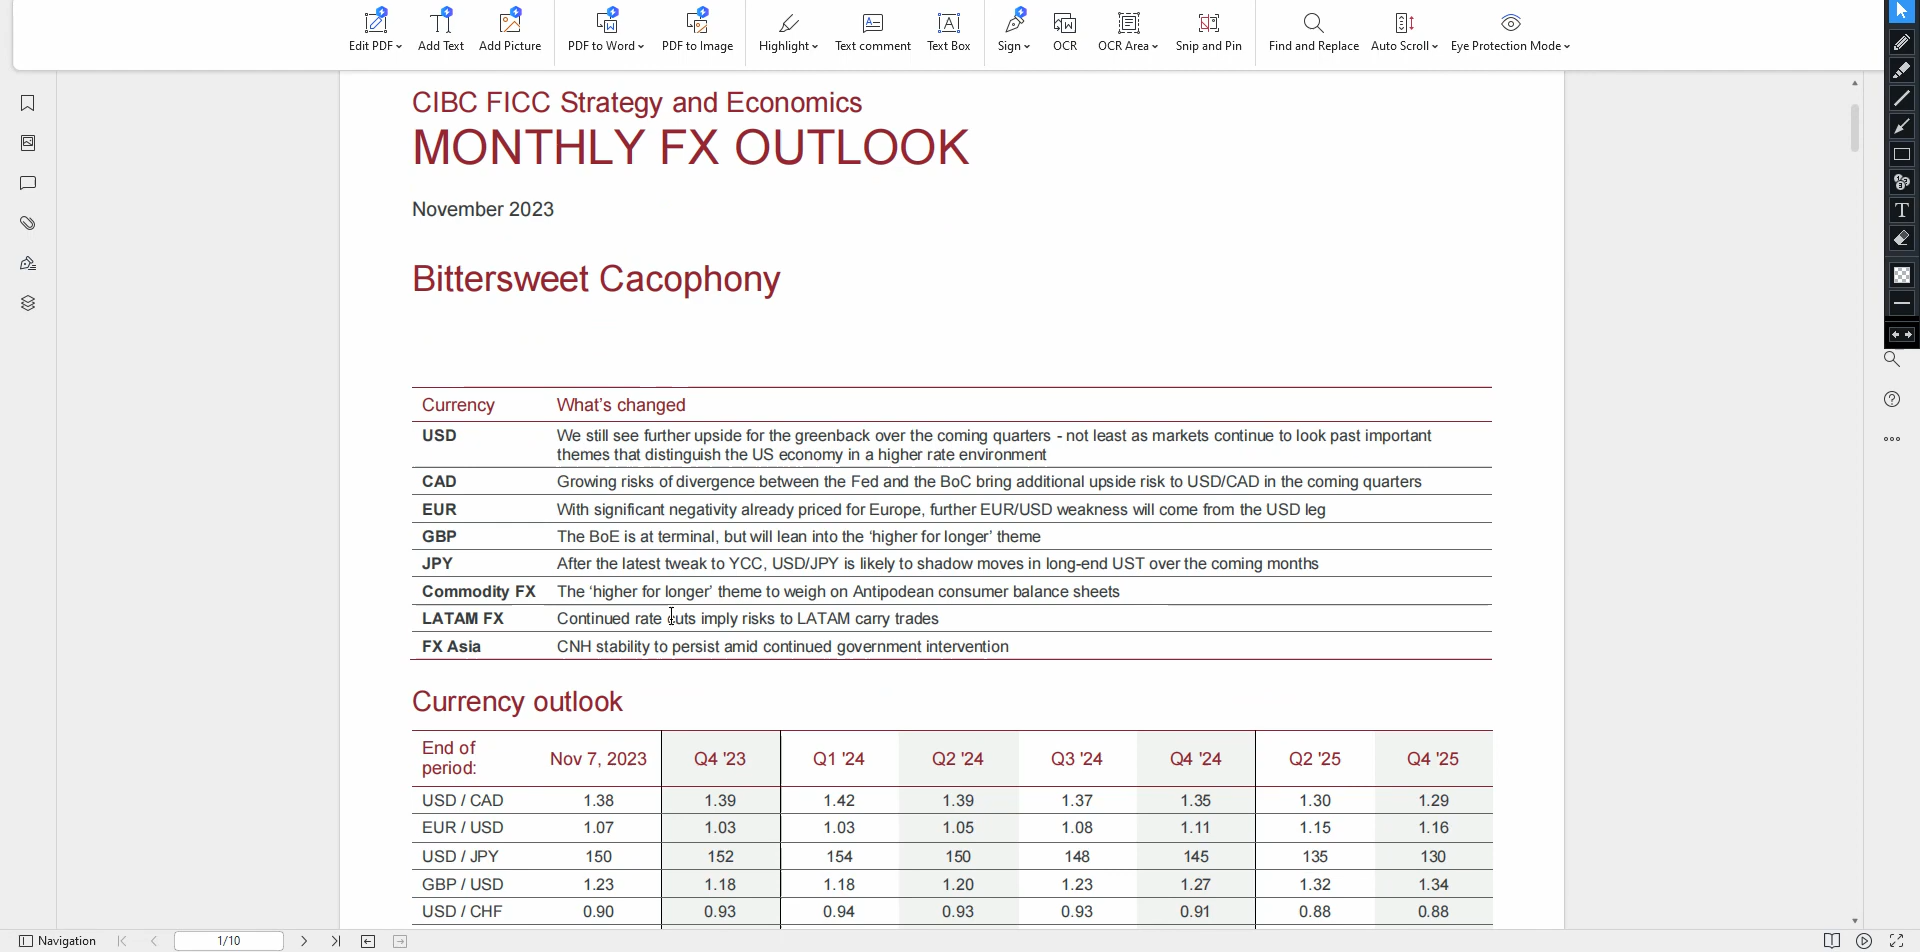 Edit PDF
Add Text
Add Picture
PDF to Word
PDF to Image
Highlight
Text comment
Text Box
Sign
OCR
OCR Area
Snip and Pin
Find and Replace
Auto Scroll
Eye Protection Mode
CIBC FICC Strategy and Economics
MONTHLY FX OUTLOOK
November 2023
Bittersweet Cacophony
Currency What's changed
USD We still see further upside for the greenback over the coming quarters - not least as markets continue to look past important
themes that distinguish the US economy in a higher rate environment
CAD Growing risks of divergence between the Fed and the BoC bring additional upside risk to USD/CAD in the coming quarters
EUR With significant negativity already priced for Europe, further EUR/USD weakness will come from the USD leg
GBP The BoE is at terminal, but will lean into the ‘higher for longer’ theme
JPY After the latest tweak to YCC, USD/JPY is likely to shadow moves in long-end UST over the coming months
Commodity FX The ‘higher for longer’ theme to weigh on Antipodean consumer balance sheets
LATAM FX Continued rate cuts imply risks to LATAM carry trades
FX Asia CNH stability to persist amid continued government intervention
Currency outlook
End of
period: Nov 7, 2023 Q4 '23 Q1 '24 Q2 '24 Q3 '24 Q4 '24 Q2 '25 Q4 '25
USD / CAD 1.38 1.39 1.42 1.39 1.37 1.35 1.30 1.29
EUR / USD 1.07 1.03 1.03 1.05 1.08 1.11 1.15 1.16
USD / JPY 150 152 154 150 148 145 135 130
GBP / USD 1.23 1.18 1.18 1.20 1.23 1.27 1.32 1.34
USD / CHF 0.90 0.93 0.94 0.93 0.93 0.91 0.88 0.88
Navigation
1/10